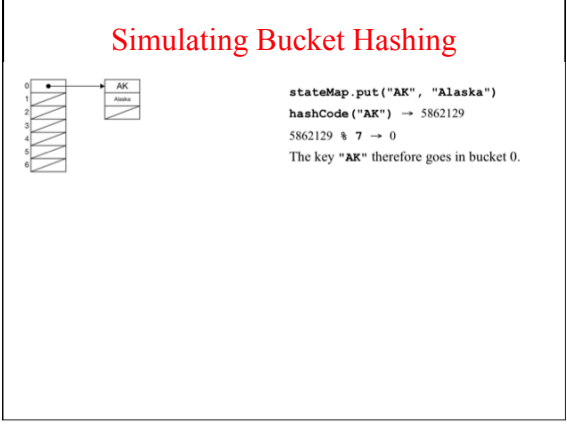 Simulating Bucket Hashing
0
1
2
3
4
5
6
AK
Alaska
stateMap.put("AK", "Alaska")
hashCode("AK") → 5862129
5862129 % 7 → 0
The key "AK" therefore goes in bucket 0.